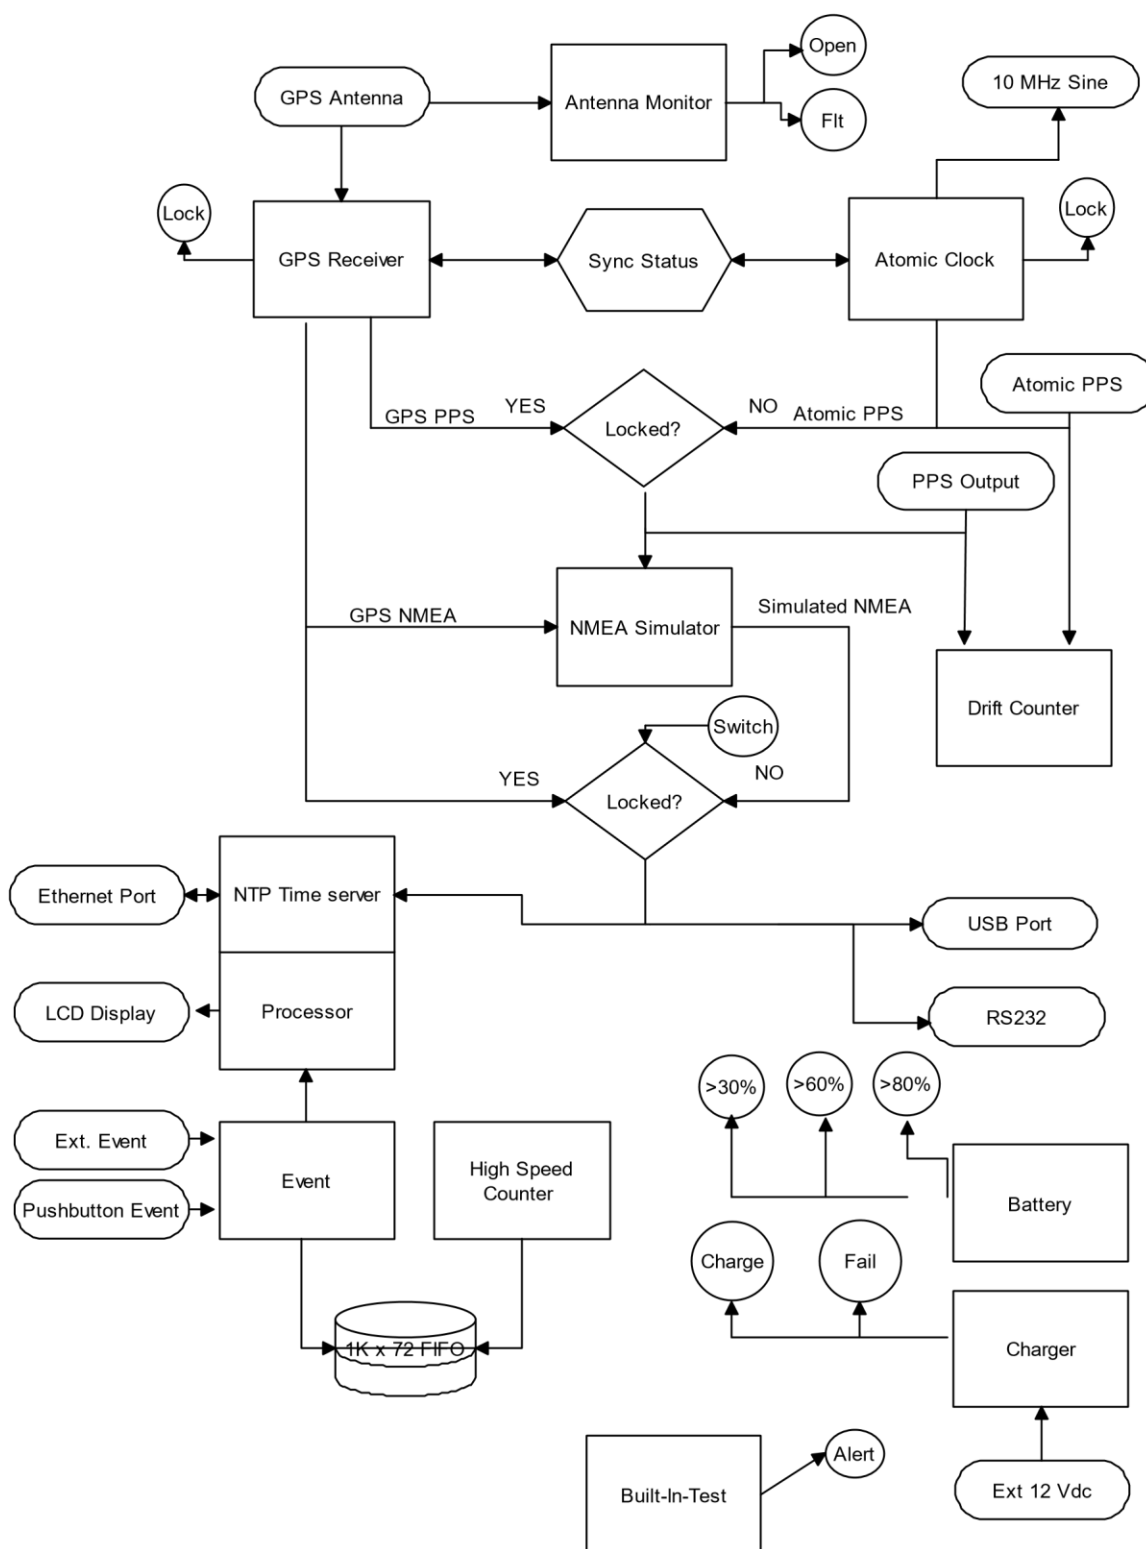 Open
10 MHz Sine
GPS Antenna
Antenna Monitor
Flt
Lock
Lock
GPS Receiver
Sync Status
Atomic Clock
Atomic PPS
YES
NO
GPS PPS
Atomic PPS
Locked?
PPS Output
Simulated NMEA
GPS NMEA
NMEA Simulator
Drift Counter
Switch
YES
NO
Locked?
Ethernet Port
NTP Time server
USB Port
LCD Display
Processor
RS232
>30%
>60%
>80%
Ext. Event
High Speed
Counter
Event
Pushbutton Event
Battery
Charge
Fail
1K x 72 FIFO
Charger
Alert
Ext 12 Vdc
Built-In-Test